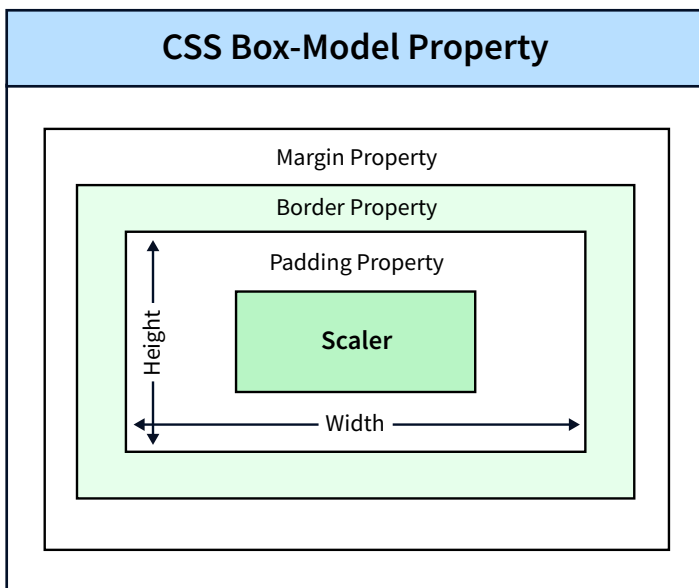 CSS Box-Model Property
Margin Property
Border Property
Padding Property
Height
Scaler
Width